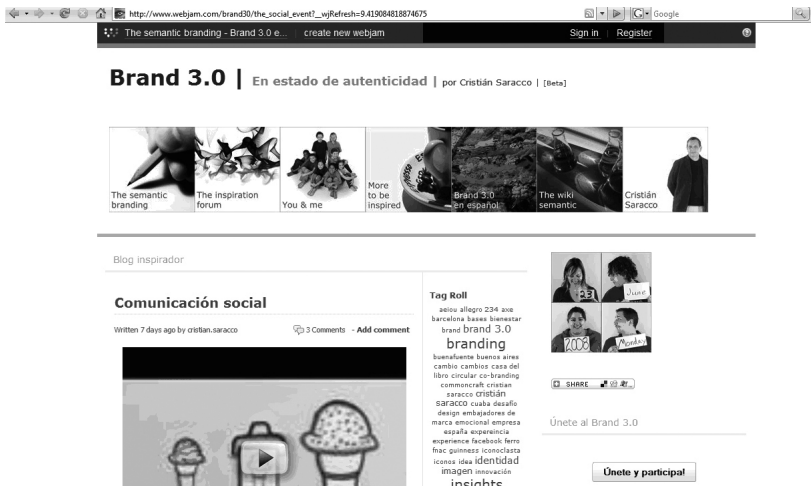 http://www.webjam.com/brand30/the_social_event?__wjRefresh=9.419084818874675
Google
The semantic branding - Brand 3.0 e... | create new webjam
Sign in | Register
Brand 3.0 | En estado de autenticidad | por Cristián Saracco | [Beta]
The semantic
branding
The inspiration
forum
You & me
More
to be
inspired
Brand 3.0
en español
The wiki
semantic
Cristián
Saracco
Blog inspirador
Comunicación social
Written 7 days ago by cristian.saracco
3 Comments - Add comment
Tag Roll
aeiou allegro 234 axe
barcelona bases bienestar
brand brand 3.0
branding
buenafuente buenos aires
cambio cambios casa del
libro circular co-branding
commoncraft cristian
saracco cristián
saracco cuaba desafío
design embajadores de
marca emocional empresa
españa expereincia
experience facebook ferro
fnac guinness iconoclasta
iconos idea identidad
imagen innovación
insights
23
June
2008
Monday
SHARE
Únete al Brand 3.0
Únete y participa!